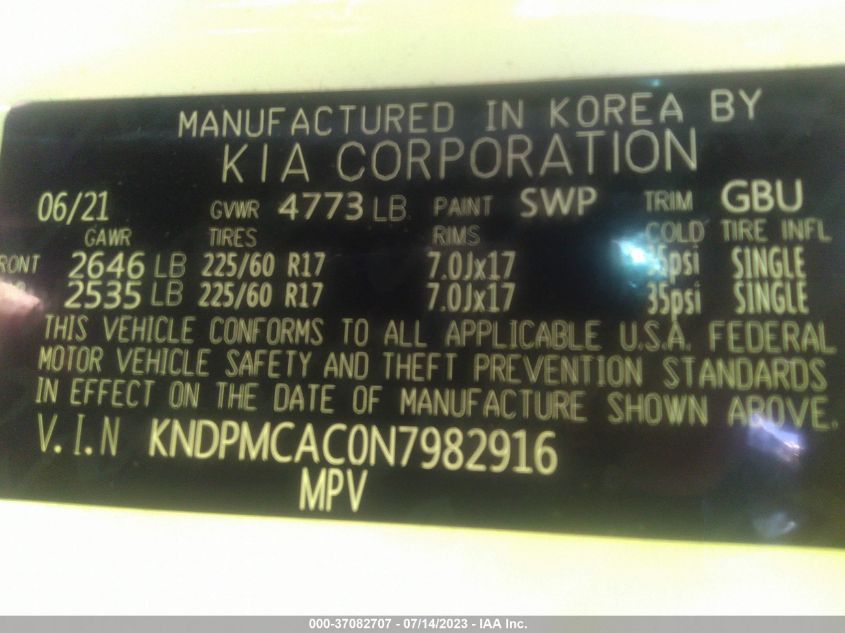 MANUFACTURED IN KOREA BY
KIA CORPORATION
06/21 GVWR 4773 LB PAINT SWP TRIM GBU
GAWR TIRES RIMS COLD TIRE INFL
RONT 2646 LB 225/60 R17 7.0Jx17 SINGLE
2535 LB 225/60 R17 7.0Jx17 35psi SINGLE
THIS VEHICLE CONFORMS TO ALL APPLICABLE U.S.A. FEDERAL
MOTOR VEHICLE SAFETY AND THEFT PREVENTION STANDARDS
IN EFFECT ON THE DATE OF MANUFACTURE SHOWN ABOVE.
V.I.N KNDPMCAC0N7982916
MPV
000-37082707 / 07/14/2023 - IAA Inc.